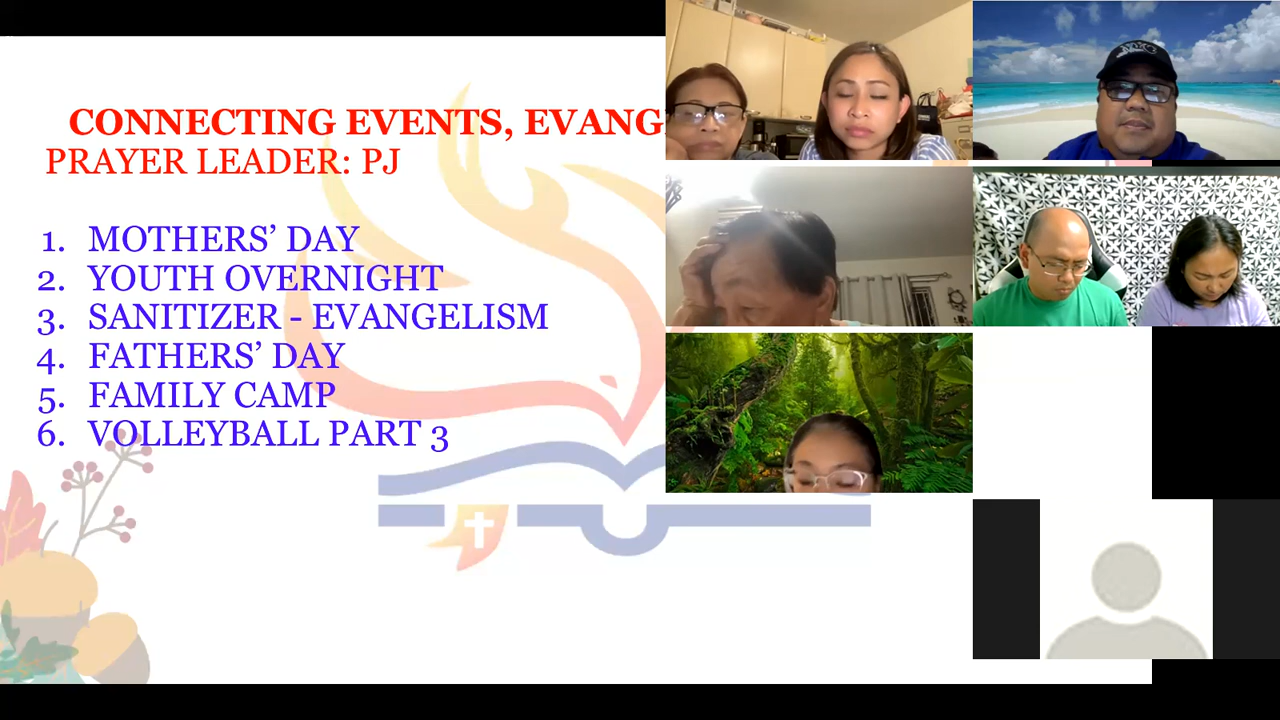 CONNECTING EVENTS, EVANG
PRAYER LEADER: PJ
1. MOTHERS’ DAY
2. YOUTH OVERNIGHT
3. SANITIZER - EVANGELISM
4. FATHERS’ DAY
5. FAMILY CAMP
6. VOLLEYBALL PART 3